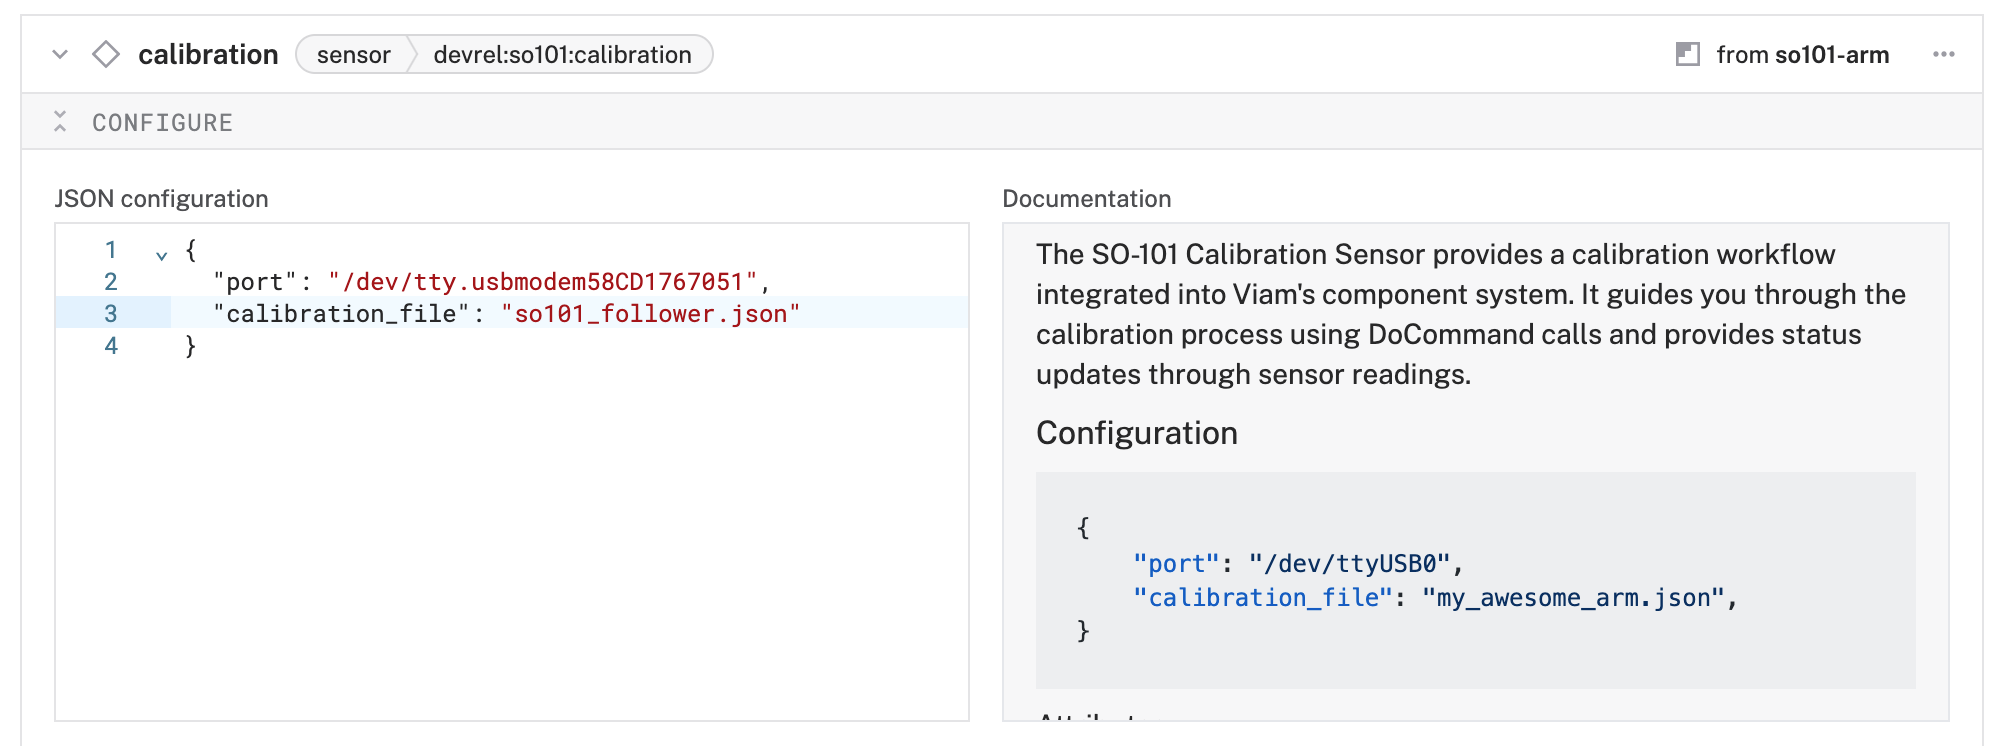 calibration sensor devrel:so101:calibration from so101-arm ...
CONFIGURE
JSON configuration
1 {
2 "port": "/dev/tty.usbmodem58CD1767051",
3 "calibration_file": "so101_follower.json"
4 }
Documentation
The SO-101 Calibration Sensor provides a calibration workflow
integrated into Viam's component system. It guides you through the
calibration process using DoCommand calls and provides status
updates through sensor readings.
Configuration
{
"port": "/dev/ttyUSB0",
"calibration_file": "my_awesome_arm.json",
}